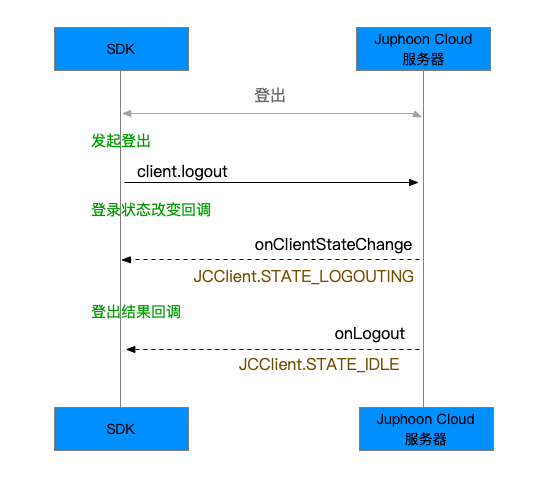 SDK
Juphoon Cloud
服务器
登出
发起登出
client.logout
登录状态改变回调
onClientStateChange
JCClient.STATE_LOGOUTING
登出结果回调
onLogout
JCClient.STATE_IDLE
SDK
Juphoon Cloud
服务器